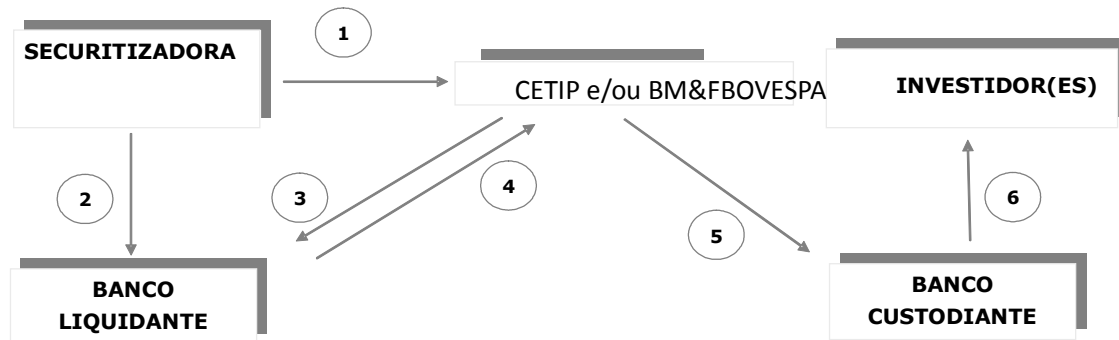 1
SECURITIZADORA
CETIP e/ou BM&FBOVESPA
INVESTIDOR(ES)
2
3
4
5
6
BANCO
LIQUIDANTE
BANCO
CUSTODIANTE